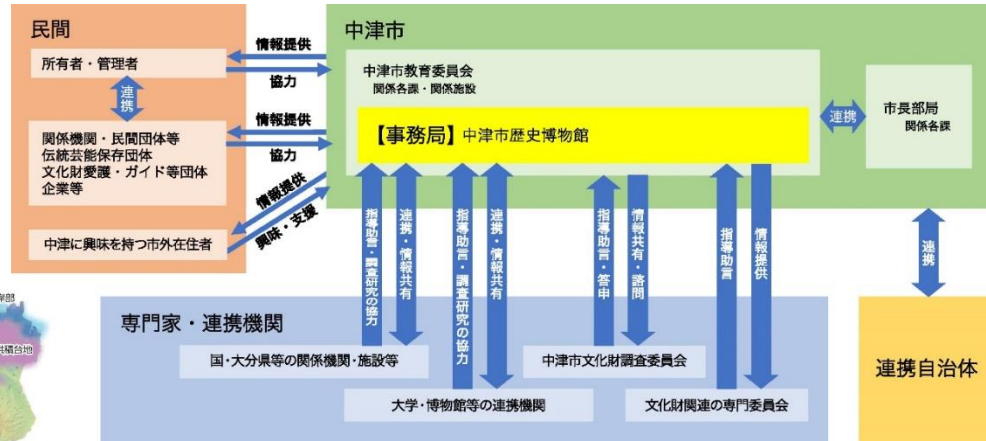 民間
所有者・管理者
連携
関係機関・民間団体等
伝統芸能保存団体
文化財愛護・ガイド等団体
企業等
中津に興味を持つ市外在住者
情報提供
協力
情報提供
協力
情報提供
興味・支援
中津市
中津市教育委員会
関係各課・関係施設
【事務局】中津市歴史博物館
連携
市長部局
関係各課
指導助言・調査研究の協力
連携・情報共有
指導助言・調査研究の協力
連携・情報共有
指導助言・答申
情報共有・諮問
指導助言
情報提供
連携
専門家・連携機関
国・大分県等の関係機関・施設等
中津市文化財調査委員会
大学・博物館等の連携機関
文化財関連の専門委員会
連携自治体
岸部
洪積台地